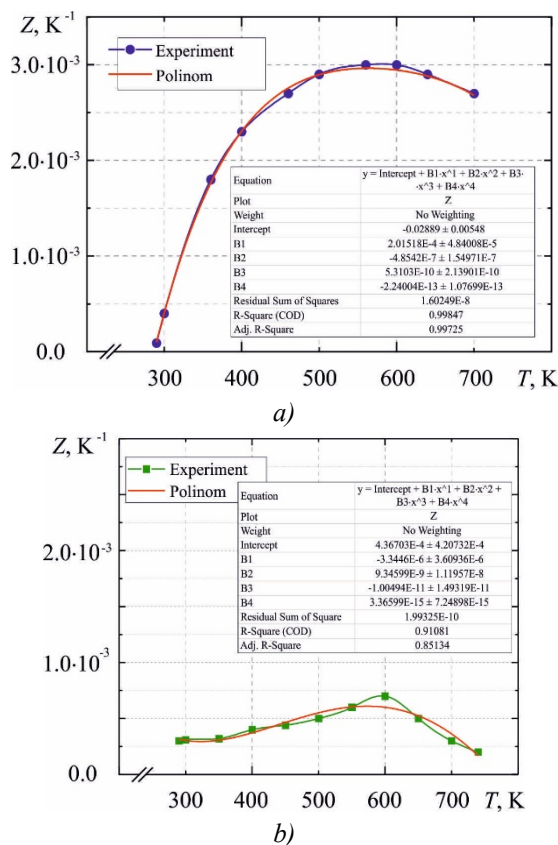 Z, K⁻¹
Experiment
Polinom
3.0·10⁻³
2.0·10⁻³
1.0·10⁻³
0.0
Equation y = Intercept + B1·x^1 + B2·x^2 + B3·
·x^3 + B4·x^4
Plot Z
Weight No Weighting
Intercept -0.02889 ± 0.00548
B1 2.01518E-4 ± 4.84008E-5
B2 -4.8542E-7 ± 1.54971E-7
B3 5.3103E-10 ± 2.13901E-10
B4 -2.24004E-13 ± 1.07699E-13
Residual Sum of Squares 1.60249E-8
R-Square (COD) 0.99847
Adj. R-Square 0.99725
300 400 500 600 700 T, K
a)
Z, K⁻¹
Experiment
Polinom
2.0·10⁻³
1.0·10⁻³
0.0
Equation y = Intercept + B1·x^1 + B2·x^2 +
B3·x^3 + B4·x^4
Plot Z
Weight No Weighting
Intercept 4.36703E-4 ± 4.20732E-4
B1 -3.3446E-6 ± 3.60936E-6
B2 9.34599E-9 ± 1.11957E-8
B3 -1.00494E-11 ± 1.49319E-11
B4 3.36599E-15 ± 7.24898E-15
Residual Sum of Square 1.99325E-10
R-Square (COD) 0.91081
Adj. R-Square 0.85134
300 400 500 600 700 T, K
b)